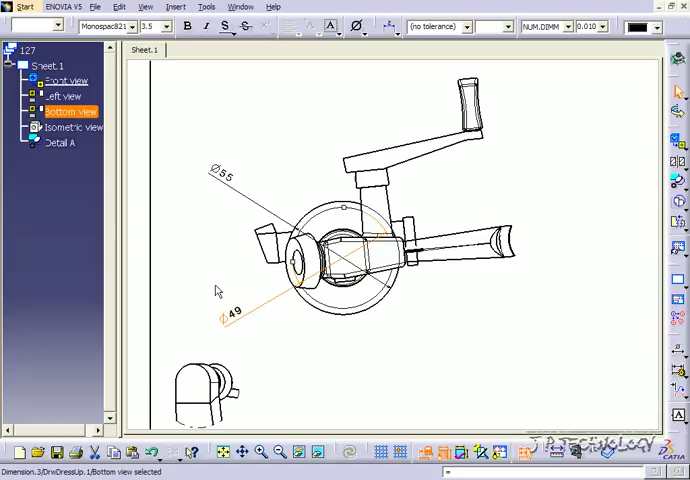 Start
ENOVIA V5
File
Edit
View
Insert
Tools
Window
Help
Monospac821
3.5
B
I
S
S
A
(no tolerance)
NUM.DIMM
0.010
127
Sheet.1
Front view
Left view
Bottom view
Isometric view
Detail A
Sheet.1
Ø55
Ø49
J.P.TECHNOLOGY
CATIA
Dimension.3/DrwDressUp.1/Bottom view selected
=